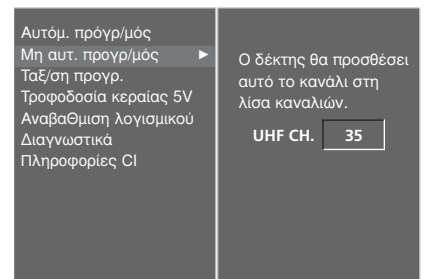 Αυτόμ. πρόγρ/μός
Μη αυτ. προγρ/μός ►
Ταξ/ση προγρ.
Τροφοδοσία κεραίας 5V
ΑναβαΘμιση λογισμικού
Διαγνωστικά
Πληροφορίες CI
Ο δέκτης θα προσθέσει
αυτό το κανάλι στη
λίσα καναλιών.
UHF CH. 35